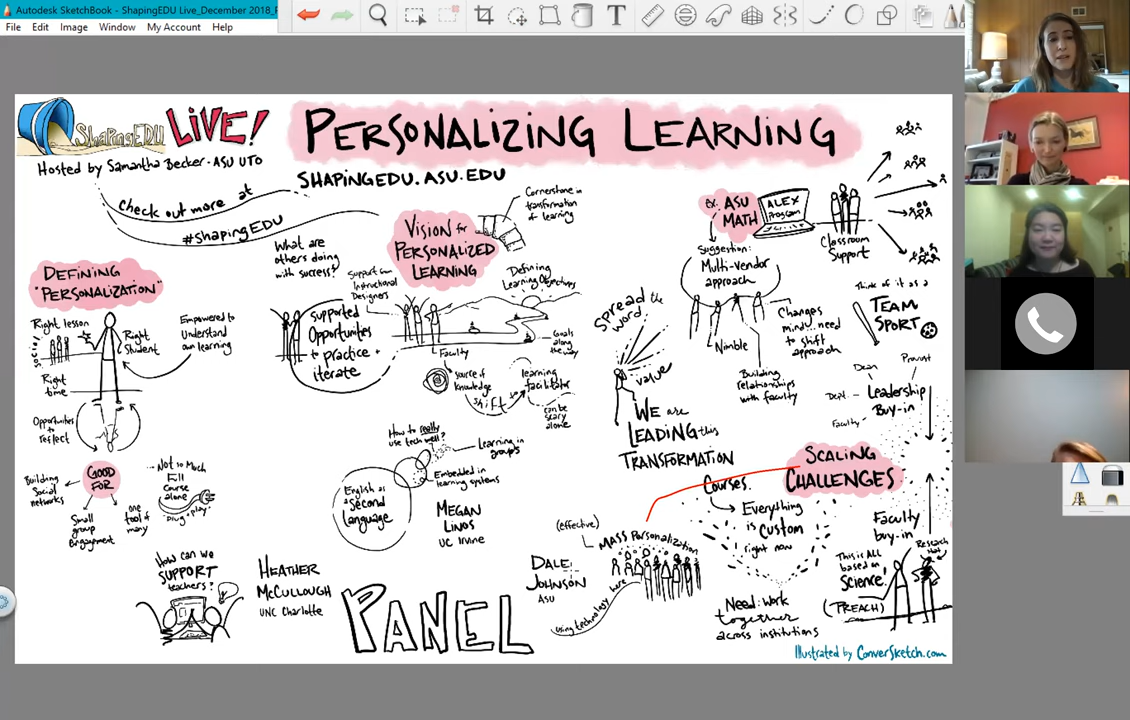 Autodesk SketchBook - ShapingEDU Live_December 2018_P
File Edit Image Window My Account Help
ShapingEDU LiVE!
Hosted by Samantha Becker - ASU UTO
check out more at
#ShapingEDU
PERSONALiZiNG LEARNiNG
SHAPiNGEDU.ASU.EDU
DEFiNiNG
"PERSONALIZATION"
Right lesson
social
Right
Student
Right
time
Empowered to
Understand
own learning
Opportunities
to reflect
GOOD
FOR
Building
Social
networks
Small
group
Engagement
one
tool of
many
Not so Much
Fill
Course
alone
Plug + play
What are
others doing
with success?
Supported
Opportunities
to practice +
iterate
VISION for
PERSONALIZED
LEARNING
Cornerstone in
transformation
of learning
Support from
Instructional
Designers
Defining
Learning Objectives
Goals
along
the way
Faculty
source of
knowledge
shift
learning
facilitator
can be
scary
alone
How to really
use tech well?
Learning in
groups
Embedded in
learning systems
English as
a Second
Language
MEGAN
LINOS
UC Irvine
How can we
SUPPORT
teachers?
HEATHER
McCULLOUGH
UNC Charlotte
PANEL
DALE
JOHNSON
ASU
(effective)
MASS Personalization
using technology
ex. ASU
MATH
ALEX
Program
Classroom
Support
Suggestion:
Multi-vendor
approach
Nimble
Building
relationships
with faculty
Changes
mind, need
to shift
approach
Think of it as a
TEAM
SPORT
Spread the
word
value
WE are
LEADING this
TRANSFORMATION
Provost
Dean
Dept.
Faculty
Leadership
Buy-in
SCALING
CHALLENGES
Courses
Everything
is Custom
right now
Need: Work
together
across institutions
Faculty
buy-in
This is All
based on
Science!
(PREACH)
Research
Illustrated by ConverSketch.com